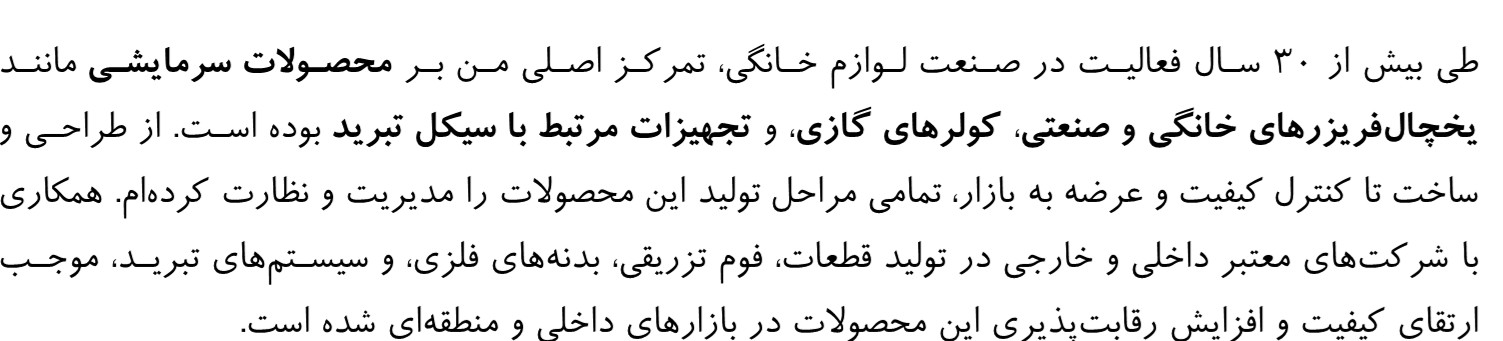 طی بیش از ۳۰ سال فعالیت در صنعت لوازم خانگی، تمرکز اصلی من بر محصولات سرمایشی مانند
یخچال‌فریزرهای خانگی و صنعتی، کولرهای گازی، و تجهیزات مرتبط با سیکل تبرید بوده است. از طراحی و
ساخت تا کنترل کیفیت و عرضه به بازار، تمامی مراحل تولید این محصولات را مدیریت و نظارت کرده‌ام. همکاری
با شرکت‌های معتبر داخلی و خارجی در تولید قطعات، فوم تزریقی، بدنه‌های فلزی، و سیستم‌های تبرید، موجب
ارتقای کیفیت و افزایش رقابت‌پذیری این محصولات در بازارهای داخلی و منطقه‌ای شده است.